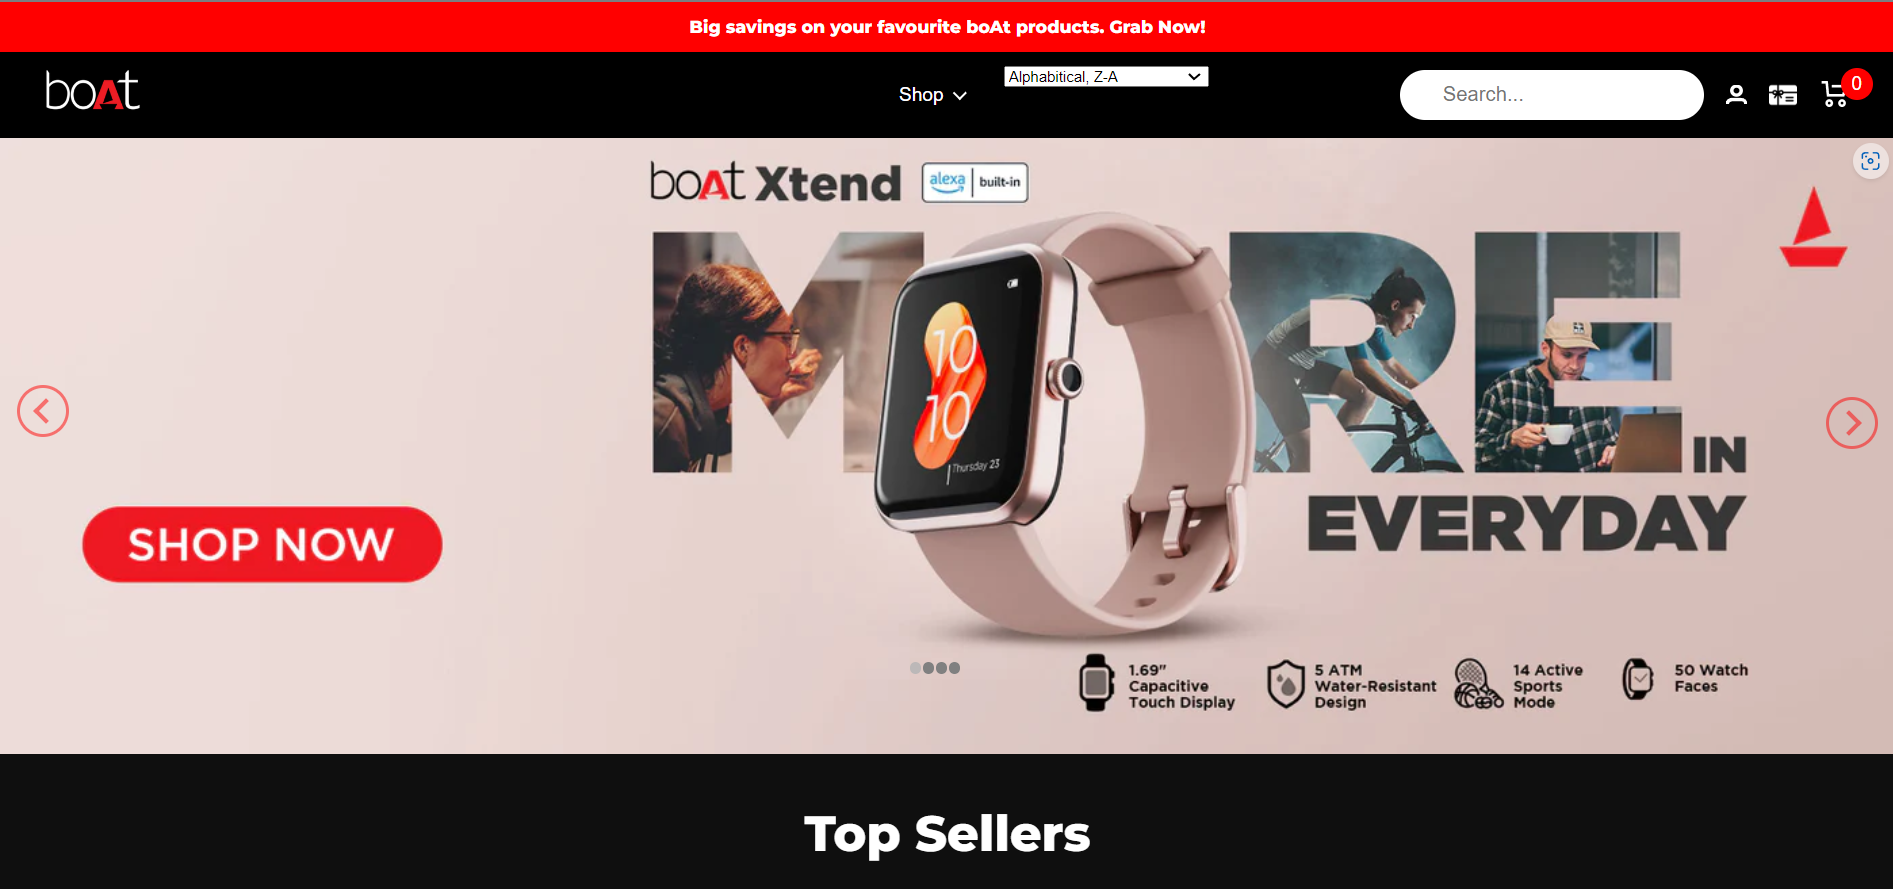 Big savings on your favourite boAt products. Grab Now!
boAt
Shop
Alphabitical, Z-A
Search...
0
boAt Xtend
alexa built-in
MORE IN
EVERYDAY
10
10
Thursday 23
SHOP NOW
1.69"
Capacitive
Touch Display
5 ATM
Water-Resistant
Design
14 Active
Sports
Mode
50 Watch
Faces
Top Sellers